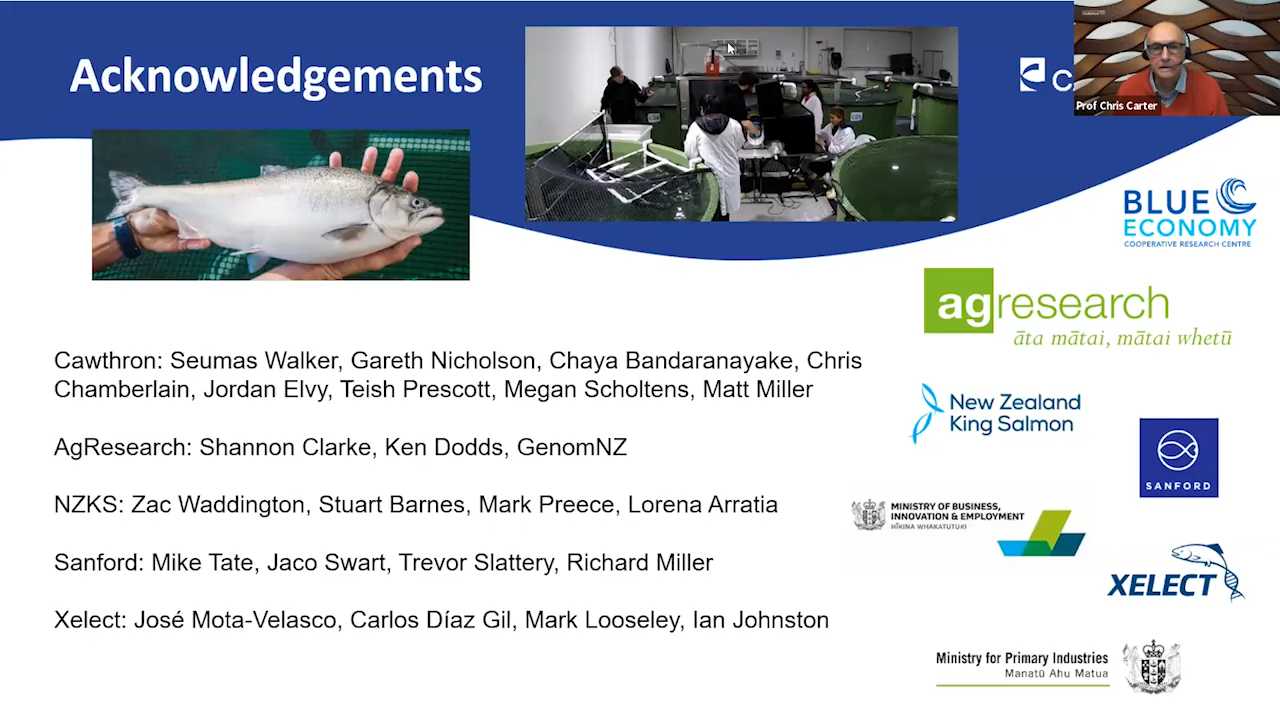 Acknowledgements
C
Prof Chris Carter
BLUE
ECONOMY
COOPERATIVE RESEARCH CENTRE
agresearch
āta mātai, mātai whetū
Cawthron: Seumas Walker, Gareth Nicholson, Chaya Bandaranayake, Chris
Chamberlain, Jordan Elvy, Teish Prescott, Megan Scholtens, Matt Miller
New Zealand
King Salmon
AgResearch: Shannon Clarke, Ken Dodds, GenomNZ
SANFORD
NZKS: Zac Waddington, Stuart Barnes, Mark Preece, Lorena Arratia
MINISTRY OF BUSINESS,
INNOVATION & EMPLOYMENT
HĪKINA WHAKATUTUKI
Sanford: Mike Tate, Jaco Swart, Trevor Slattery, Richard Miller
XELECT
Xelect: José Mota-Velasco, Carlos Díaz Gil, Mark Looseley, Ian Johnston
Ministry for Primary Industries
Manatū Ahu Matua